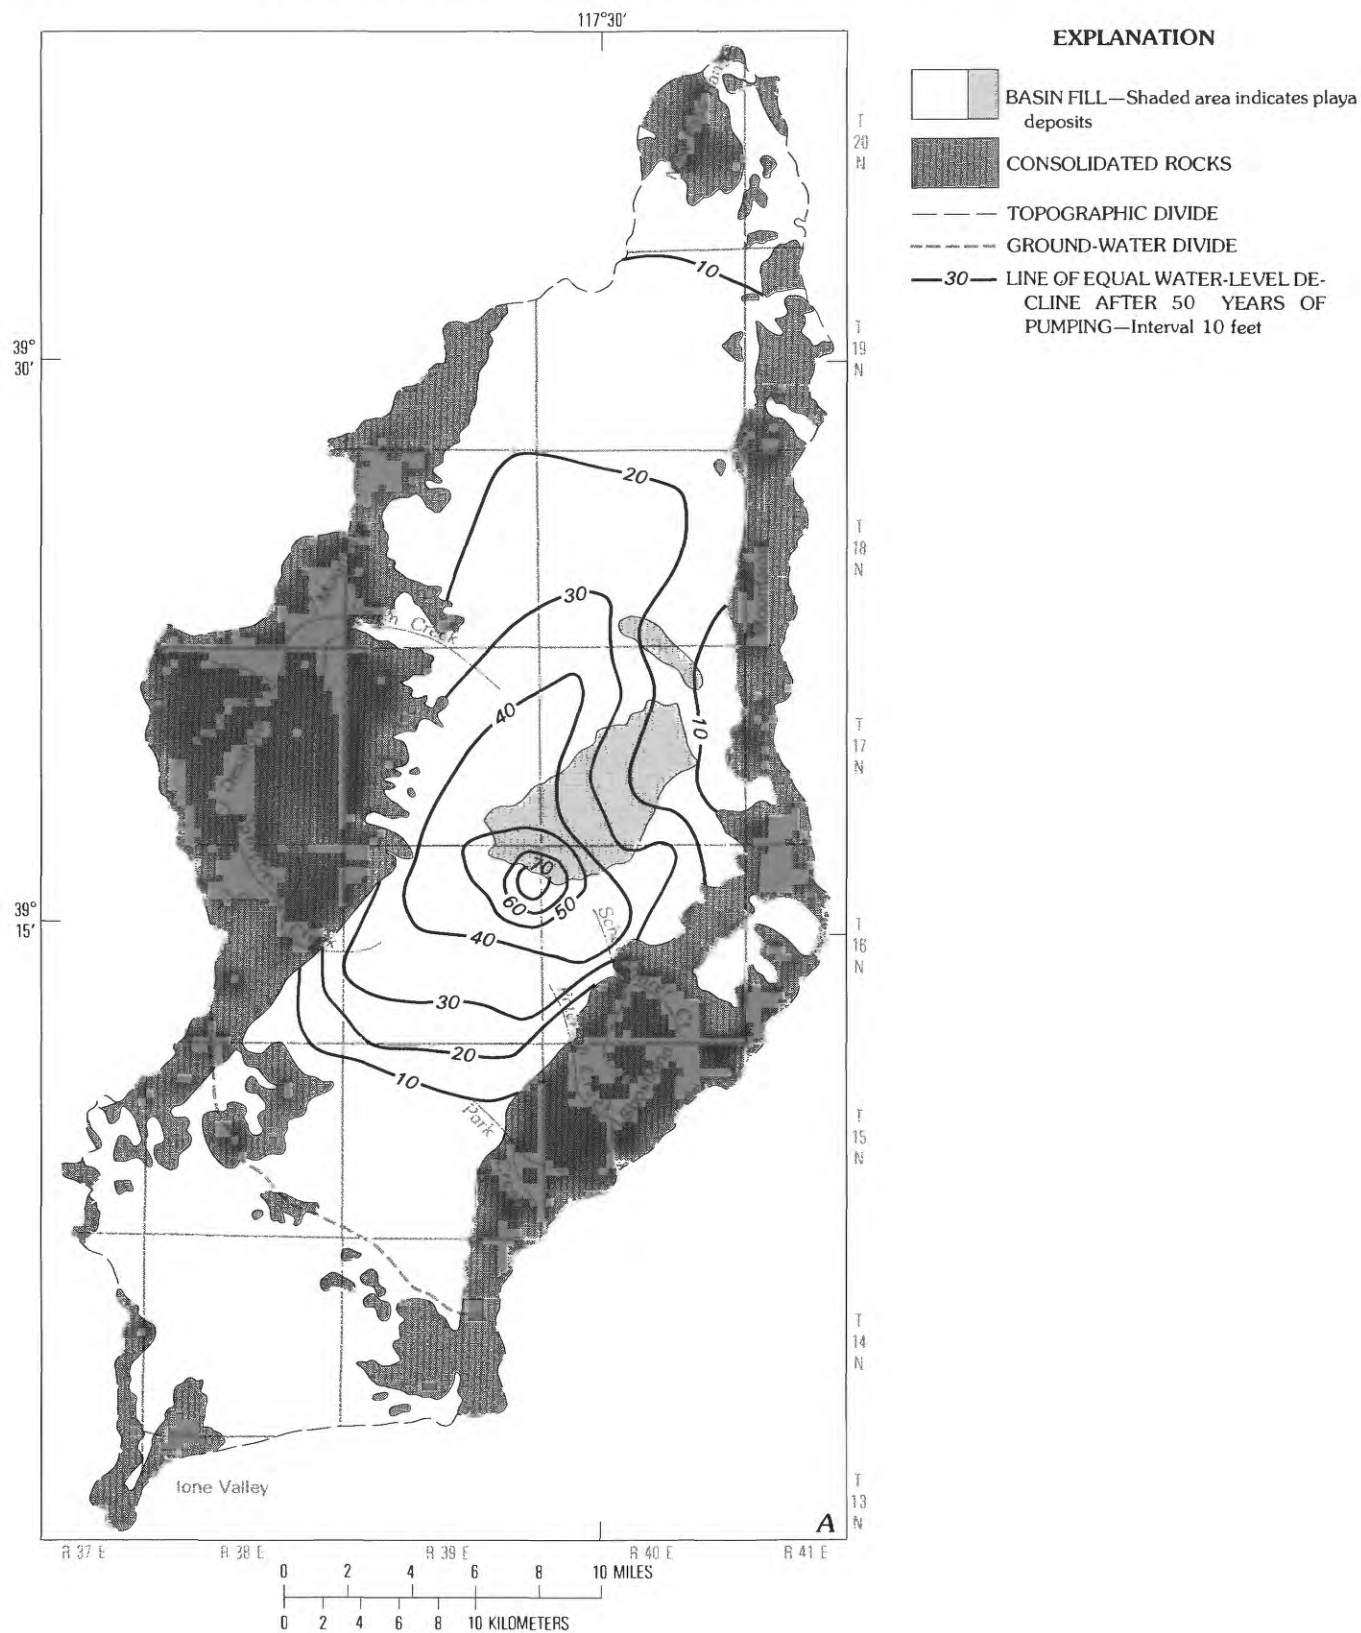 117°30'
EXPLANATION
BASIN FILL—Shaded area indicates playa
deposits
CONSOLIDATED ROCKS
TOPOGRAPHIC DIVIDE
GROUND-WATER DIVIDE
—30— LINE OF EQUAL WATER-LEVEL DE-
CLINE AFTER 50 YEARS OF
PUMPING—Interval 10 feet
T
20
N
10
39°
30'
T
19
N
20
T
18
N
30
Creek
40
10
T
17
N
70
60
50
39°
15'
40
T
16
N
30
20
10
Park
T
15
N
T
14
N
Ione Valley
T
13
N
A
R 37 E
R 38 E
R 39 E
R 40 E
R 41 E
0 2 4 6 8 10 MILES
0 2 4 6 8 10 KILOMETERS